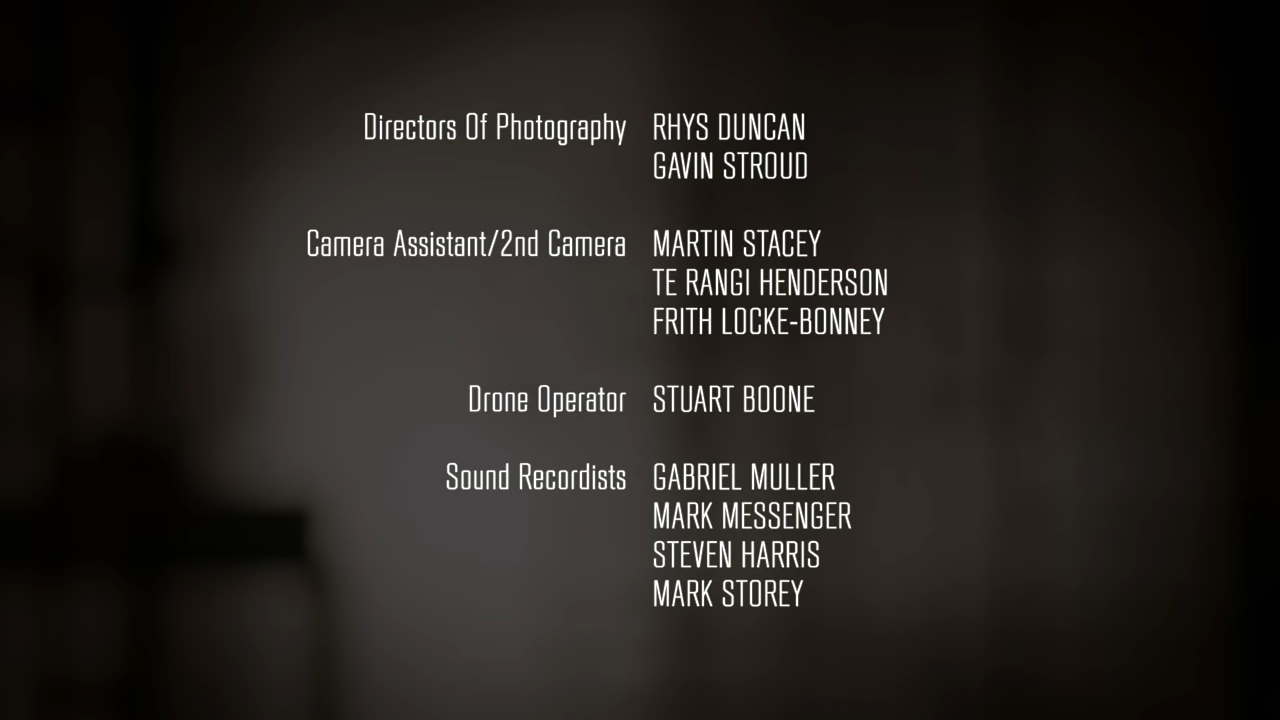 Directors Of Photography RHYS DUNCAN
GAVIN STROUD
Camera Assistant/2nd Camera MARTIN STACEY
TE RANGI HENDERSON
FRITH LOCKE-BONNEY
Drone Operator STUART BOONE
Sound Recordists GABRIEL MULLER
MARK MESSENGER
STEVEN HARRIS
MARK STOREY